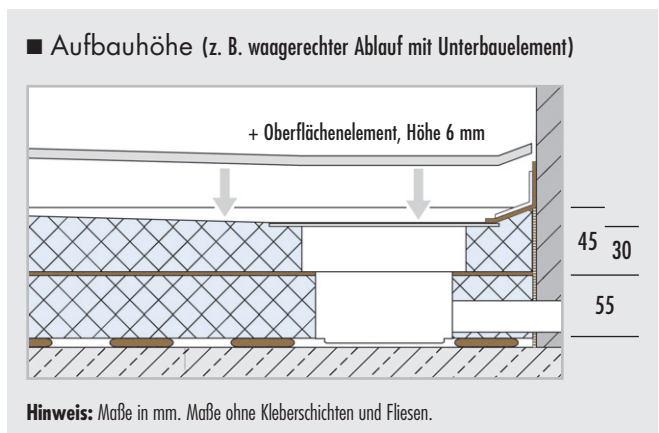 ■ Aufbauhöhe (z. B. waagerechter Ablauf mit Unterbauelement)
+ Oberflächenelement, Höhe 6 mm
45
30
55
Hinweis: Maße in mm. Maße ohne Kleberschichten und Fliesen.